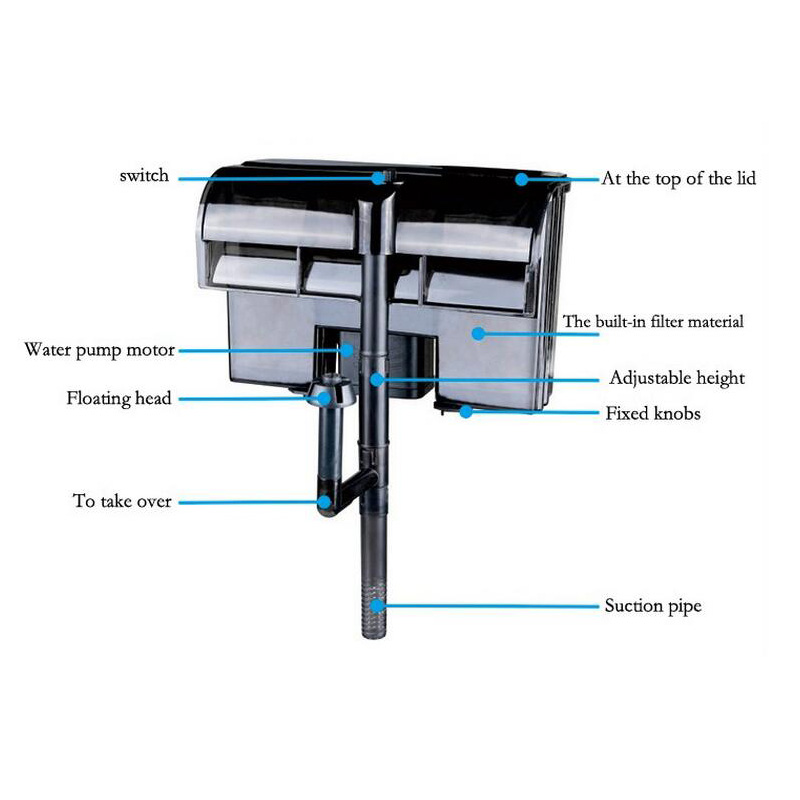 switch
At the top of the lid
The built-in filter material
Water pump motor
Adjustable height
Floating head
Fixed knobs
To take over
Suction pipe